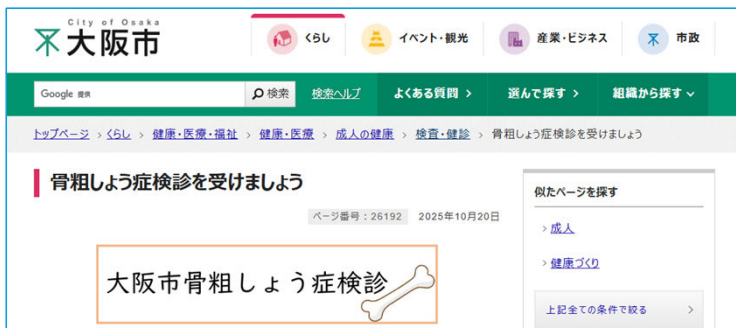 City of Osaka
大阪市
くらし
イベント・観光
産業・ビジネス
市政
Google 提供
検索
検索ヘルプ
よくある質問 >
選んで探す >
組織から探す
トップページ > くらし > 健康・医療・福祉 > 健康・医療 > 成人の健康 > 検査・健診 > 骨粗しょう症検診を受けましょう
骨粗しょう症検診を受けましょう
ページ番号：26192 2025年10月20日
大阪市骨粗しょう症検診
似たページを探す
> 成人
> 健康づくり
上記全ての条件で絞る >